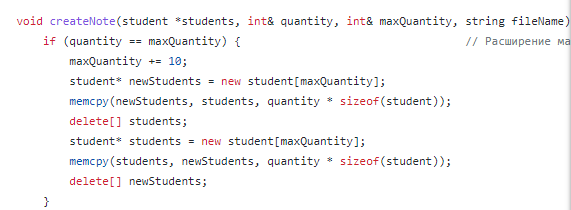 void createNote(student *students, int& quantity, int& maxQuantity, string fileName)
if (quantity == maxQuantity) { // Расширение
maxQuantity += 10;
student* newStudents = new student[maxQuantity];
memcpy(newStudents, students, quantity * sizeof(student));
delete[] students;
student* students = new student[maxQuantity];
memcpy(students, newStudents, quantity * sizeof(student));
delete[] newStudents;
}